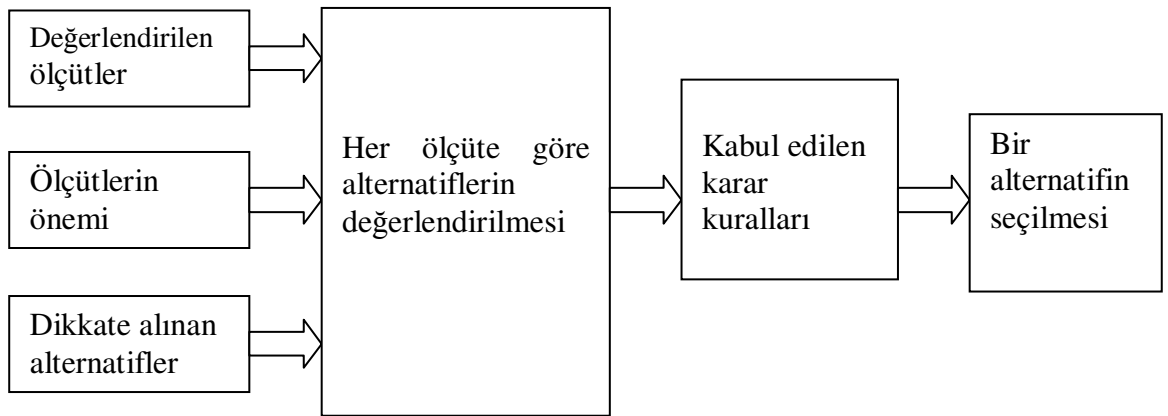 Değerlendirilen
ölçütler
Ölçütlerin
önemi
Dikkate alınan
alternatifler
Her ölçüte göre
alternatiflerin
değerlendirilmesi
Kabul edilen
karar
kuralları
Bir
alternatifin
seçilmesi